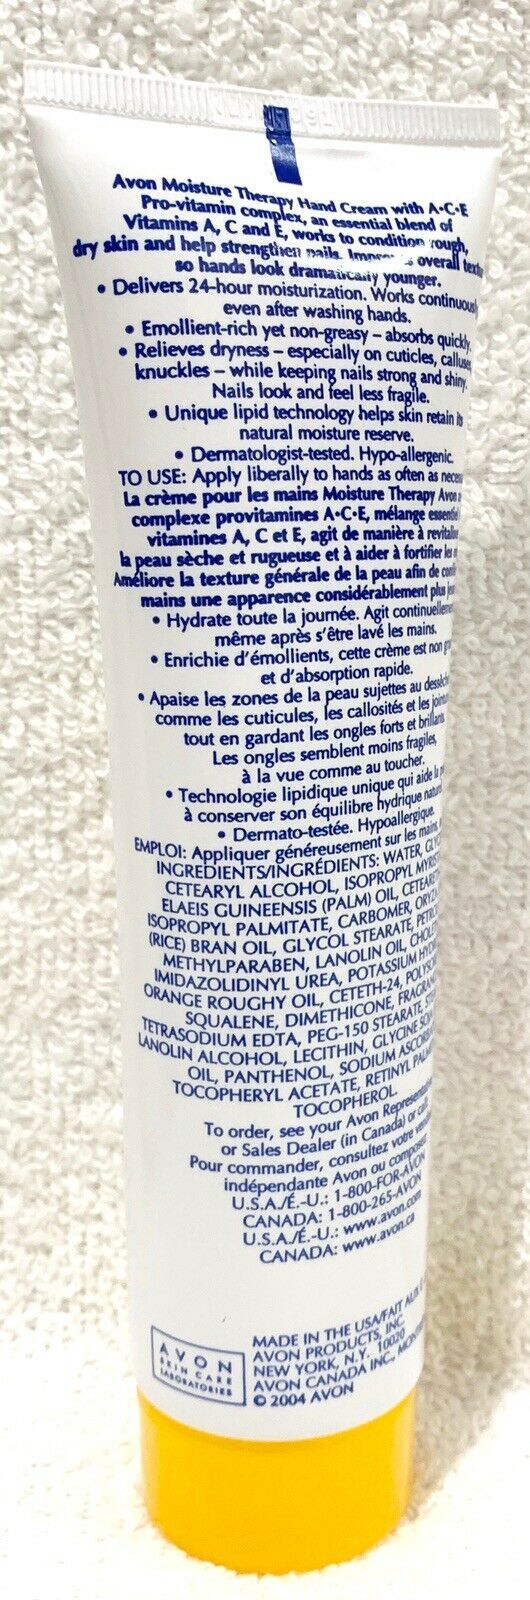 Avon Moisture Therapy Hand Cream with A•C•E
Pro-vitamin complex, an essential blend of
Vitamins A, C and E, works to condition rough,
dry skin and help strengthen nails. overall
so hands look dramatically younger.
• Delivers 24-hour moisturization. Works continuously
even after washing hands.
• Emollient-rich yet non-greasy – absorbs quickly.
• Relieves dryness – especially on cuticles,
knuckles – while keeping nails strong and shiny.
Nails look and feel less fragile.
• Unique lipid technology helps skin retain its
natural moisture reserve.
• Dermatologist-tested. Hypo-allergenic.
TO USE: Apply liberally to hands as often as
La crème pour les mains Moisture Therapy Avon
complexe provitamines A•C•E, mélange
vitamines A, C et E, agit de manière à
la peau sèche et rugueuse et à aider à fortifier les
Améliore la texture générale de la peau afin de
mains une apparence considérablement plus
• Hydrate toute la journée. Agit
même après s'être lavé les mains.
• Enrichie d'émollients, cette crème est non
et d'absorption rapide.
• Apaise les zones de la peau sujettes au
comme les cuticules, les callosités et les
tout en gardant les ongles forts et brillants.
Les ongles semblent moins fragiles,
à la vue comme au toucher.
• Technologie lipidique unique qui aide la
à conserver son équilibre hydrique
• Dermato-testée. Hypoallergique.
EMPLOI: Appliquer généreusement sur les mains,
INGREDIENTS/INGRÉDIENTS: WATER,
CETEARYL ALCOHOL, ISOPROPYL
ELAEIS GUINEENSIS (PALM) OIL,
ISOPROPYL PALMITATE, CARBOMER,
(RICE) BRAN OIL, GLYCOL STEARATE,
METHYLPARABEN, LANOLIN OIL,
IMIDAZOLIDINYL UREA, POTASSIUM
ORANGE ROUGHY OIL, CETETH-24,
SQUALENE, DIMETHICONE,
TETRASODIUM EDTA, PEG-150 STEARATE,
LANOLIN ALCOHOL, LECITHIN, GLYCINE
OIL, PANTHENOL, SODIUM
TOCOPHERYL ACETATE, RETINYL
TOCOPHEROL.
To order, see your Avon Representative
or Sales Dealer (in Canada) or call:
Pour commander, consultez votre
indépendante Avon ou composez
U.S.A./É.-U.: 1-800-FOR-AVON
CANADA: 1-800-265-AVON
U.S.A./É.-U.: www.avon.com
CANADA: www.avon.ca
AVON
SKIN CARE
LABORATORIES
MADE IN THE USA/FAIT AUX
AVON PRODUCTS, INC.
NEW YORK, N.Y. 10020
AVON CANADA INC.,
© 2004 AVON